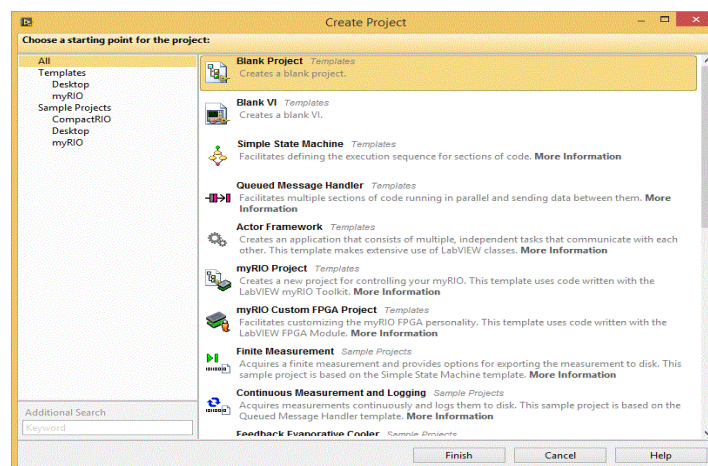 Create Project
Choose a starting point for the project:
All
Templates
Desktop
myRIO
Sample Projects
CompactRIO
Desktop
myRIO
Additional Search
Keyword
Blank Project Templates
Creates a blank project.
Blank VI Templates
Creates a blank VI.
Simple State Machine Templates
Facilitates defining the execution sequence for sections of code. More Information
Queued Message Handler Templates
Facilitates multiple sections of code running in parallel and sending data between them. More
Information
Actor Framework Templates
Creates an application that consists of multiple, independent tasks that communicate with each
other. This template makes extensive use of LabVIEW classes. More Information
myRIO Project Templates
Creates a new project for controlling your myRIO. This template uses code written with the
LabVIEW myRIO Toolkit. More Information
myRIO Custom FPGA Project Templates
Facilitates customizing the myRIO FPGA personality. This template uses code written with the
LabVIEW FPGA Module. More Information
Finite Measurement Sample Projects
Acquires a finite measurement and provides options for exporting the measurement to disk. This
sample project is based on the Simple State Machine template. More Information
Continuous Measurement and Logging Sample Projects
Acquires measurements continuously and logs them to disk. This sample project is based on the
Queued Message Handler template. More Information
Feedback Evaporative Cooler Sample Projects
Finish
Cancel
Help